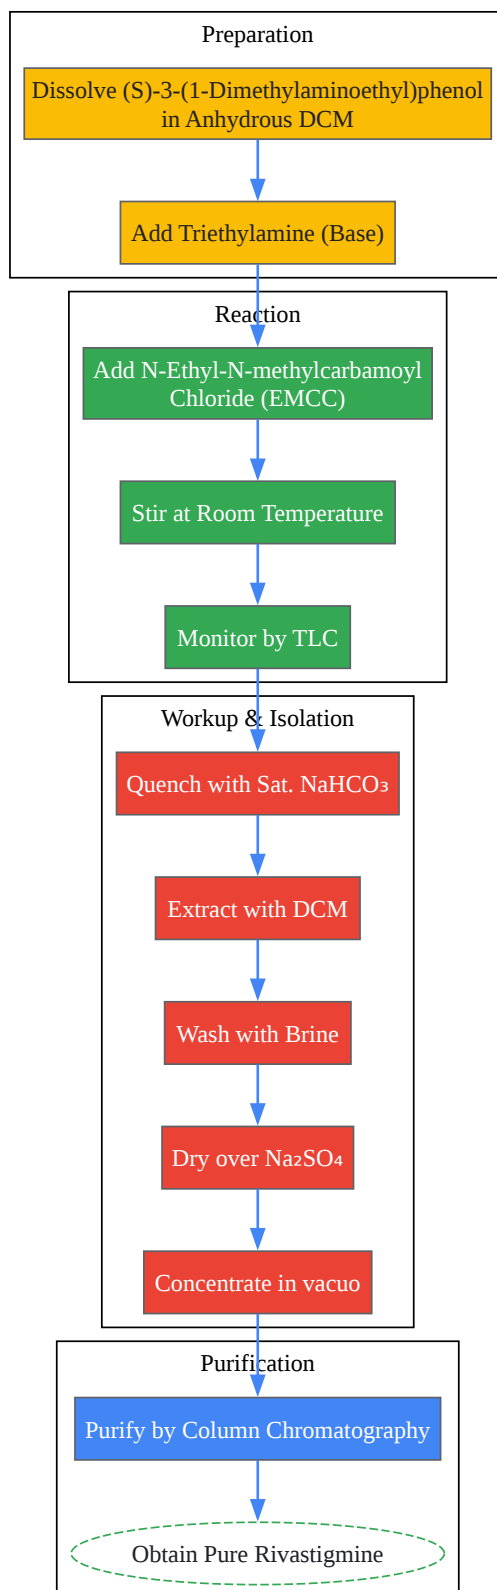 Preparation
Dissolve (S)-3-(1-Dimethylaminoethyl)phenol
in Anhydrous DCM
Add Triethylamine (Base)
Reaction
Add N-Ethyl-N-methylcarbamoyl
Chloride (EMCC)
Stir at Room Temperature
Monitor by TLC
Workup & Isolation
Quench with Sat. NaHCO₃
Extract with DCM
Wash with Brine
Dry over Na₂SO₄
Concentrate in vacuo
Purification
Purify by Column Chromatography
Obtain Pure Rivastigmine